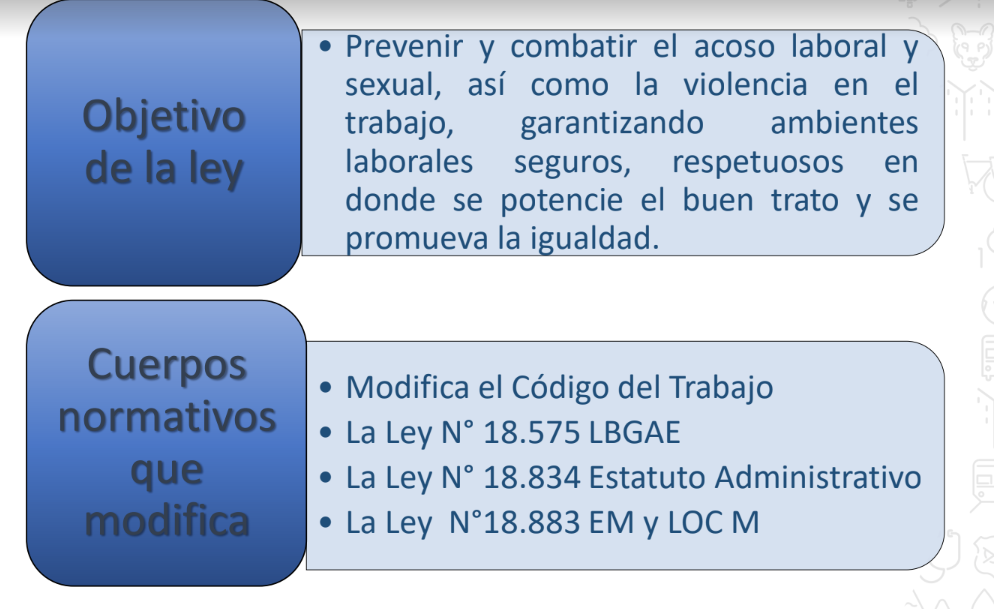 Objetivo
de la ley
• Prevenir y combatir el acoso laboral y
sexual, así como la violencia en el
trabajo, garantizando ambientes
laborales seguros, respetuosos en
donde se potencie el buen trato y se
promueva la igualdad.
Cuerpos
normativos
que
modifica
• Modifica el Código del Trabajo
• La Ley N° 18.575 LBGAE
• La Ley N° 18.834 Estatuto Administrativo
• La Ley N°18.883 EM y LOC M